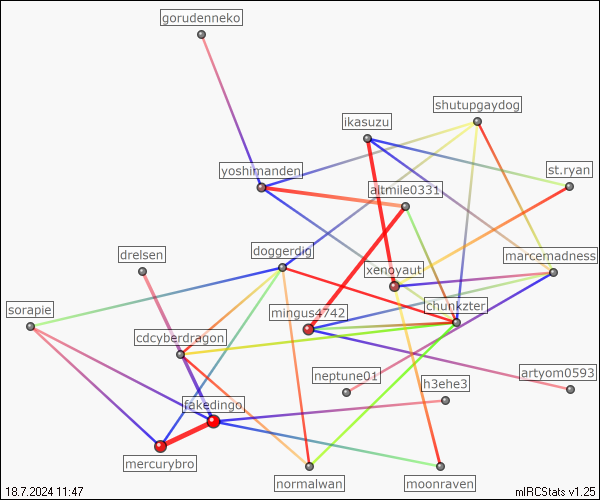 gorudenneko
shutupgaydog
ikasuzu
yoshimanden
st.ryan
altmile0331
drelsen
doggerdig
marcemadness
xenoyaut
sorapie
mingus4742
chunkzter
cdcyberdragon
neptune01
artyom0593
h3ehe3
fakedingo
mercurybro
normalwan
moonraven
18.7.2024 11:47
mIRCStats v1.25